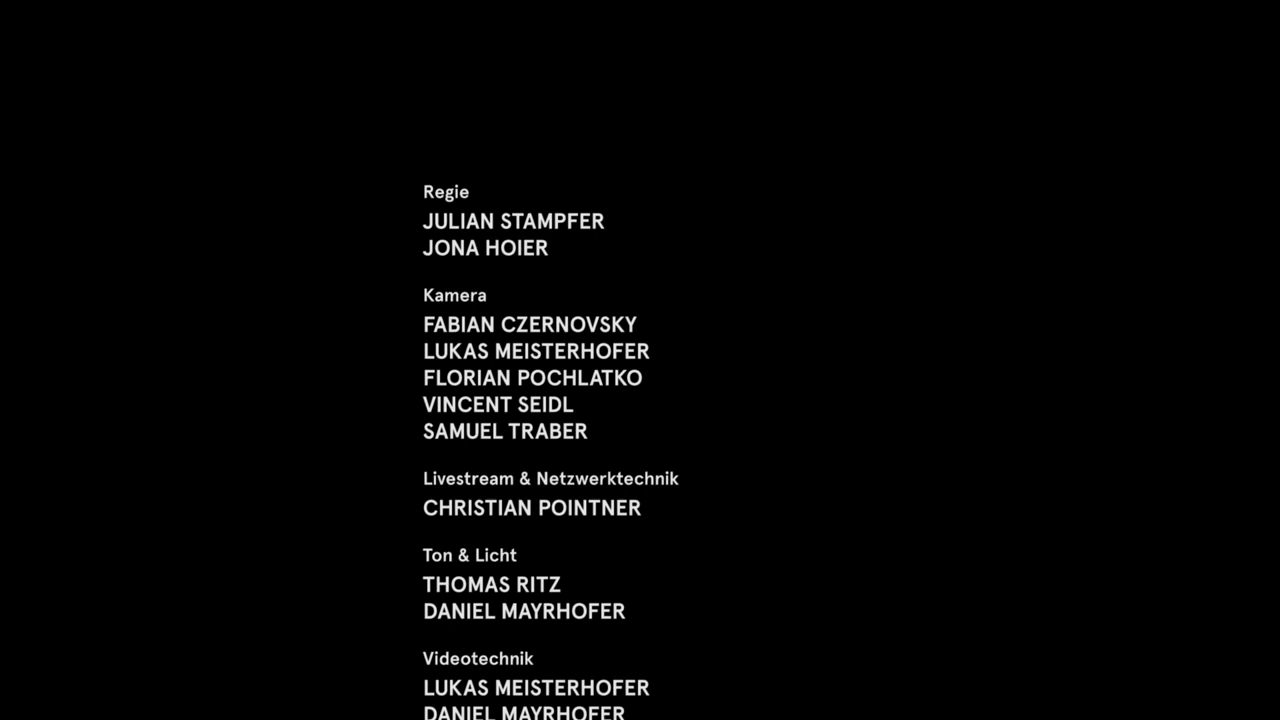 Regie
JULIAN STAMPFER
JONA HOIER
Kamera
FABIAN CZERNOVSKY
LUKAS MEISTERHOFER
FLORIAN POCHLATKO
VINCENT SEIDL
SAMUEL TRABER
Livestream & Netzwerktechnik
CHRISTIAN POINTNER
Ton & Licht
THOMAS RITZ
DANIEL MAYRHOFER
Videotechnik
LUKAS MEISTERHOFER
DANIEL MAYRHOFER